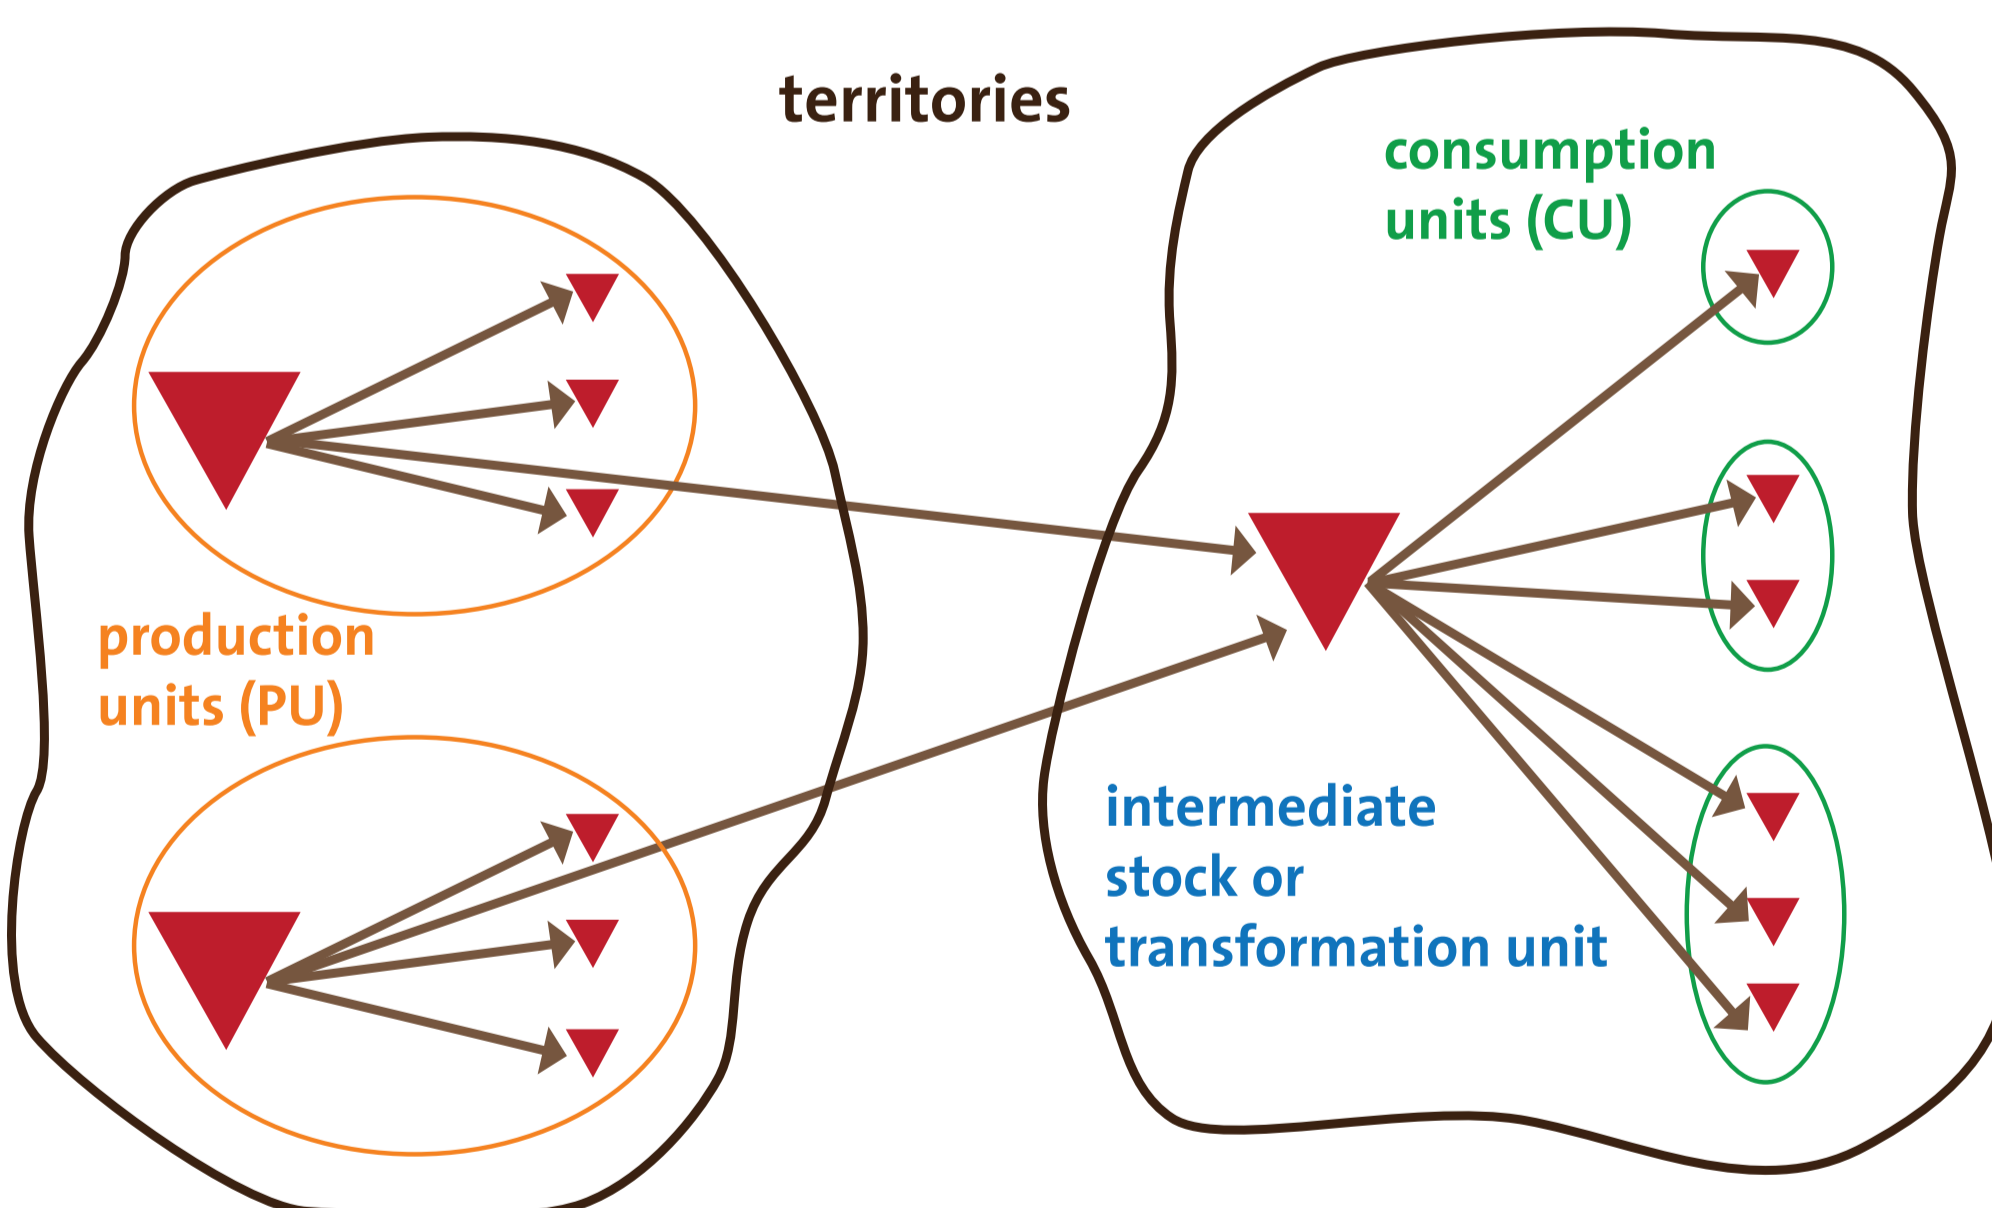 territories
consumption
units (CU)
production
units (PU)
intermediate
stock or
transformation unit